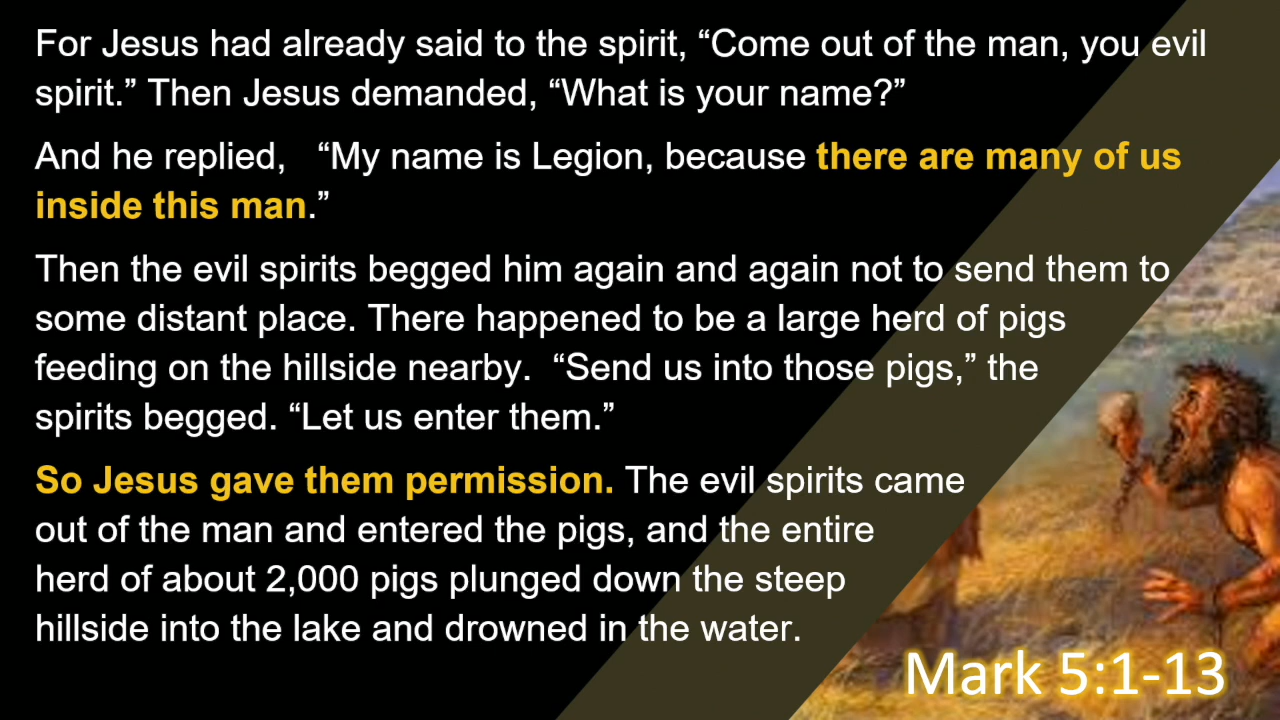 For Jesus had already said to the spirit, “Come out of the man, you evil
spirit.” Then Jesus demanded, “What is your name?”
And he replied,   “My name is Legion, because there are many of us
inside this man.”
Then the evil spirits begged him again and again not to send them to
some distant place. There happened to be a large herd of pigs
feeding on the hillside nearby.  “Send us into those pigs,” the
spirits begged. “Let us enter them.”
So Jesus gave them permission. The evil spirits came
out of the man and entered the pigs, and the entire
herd of about 2,000 pigs plunged down the steep
hillside into the lake and drowned in the water.
Mark 5:1-13